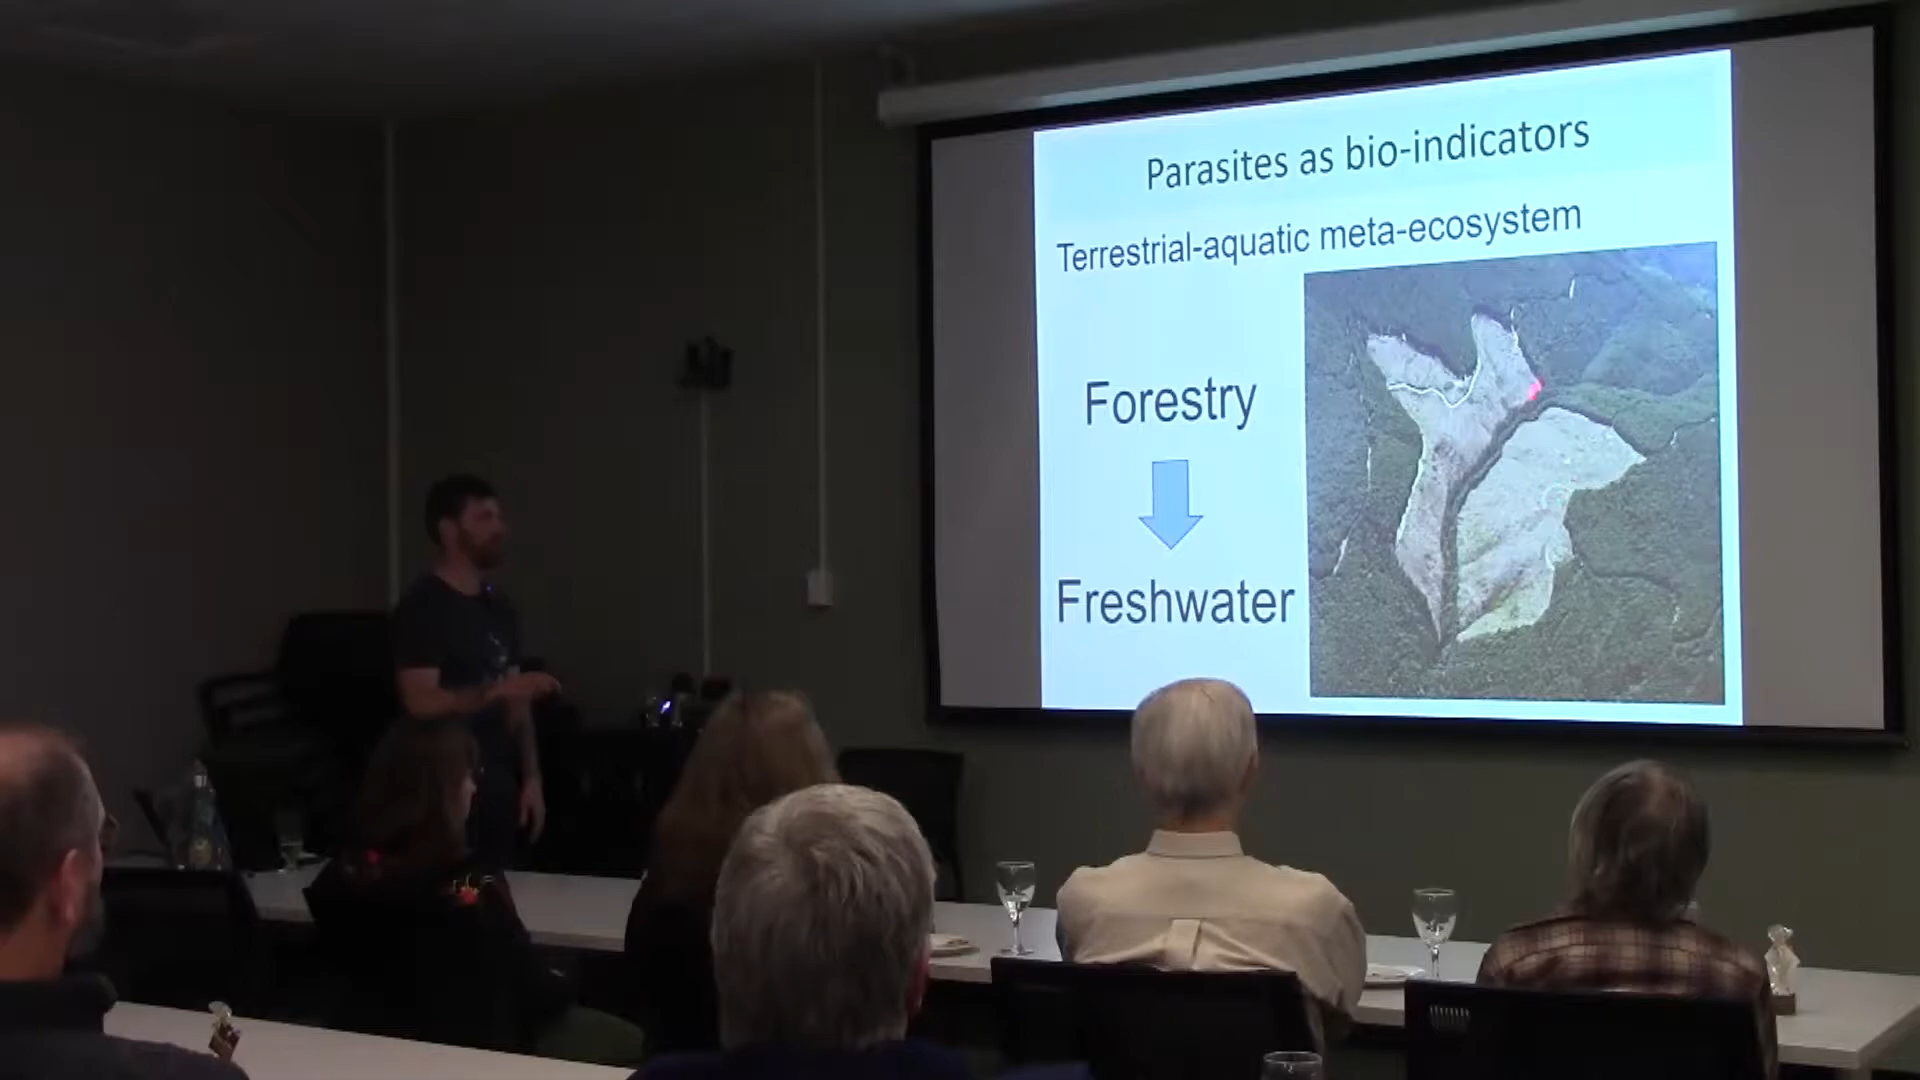 Parasites as bio-indicators
Terrestrial-aquatic meta-ecosystem
Forestry
Freshwater